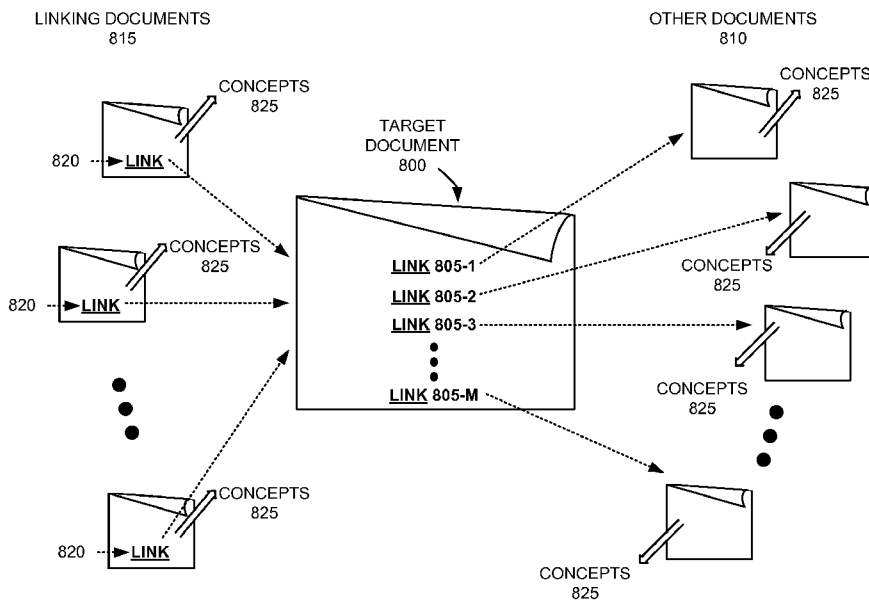 LINKING DOCUMENTS
815
OTHER DOCUMENTS
810
CONCEPTS
825
820
LINK
CONCEPTS
825
820
LINK
CONCEPTS
825
820
LINK
TARGET
DOCUMENT
800
LINK 805-1
LINK 805-2
LINK 805-3
LINK 805-M
CONCEPTS
825
CONCEPTS
825
CONCEPTS
825
CONCEPTS
825